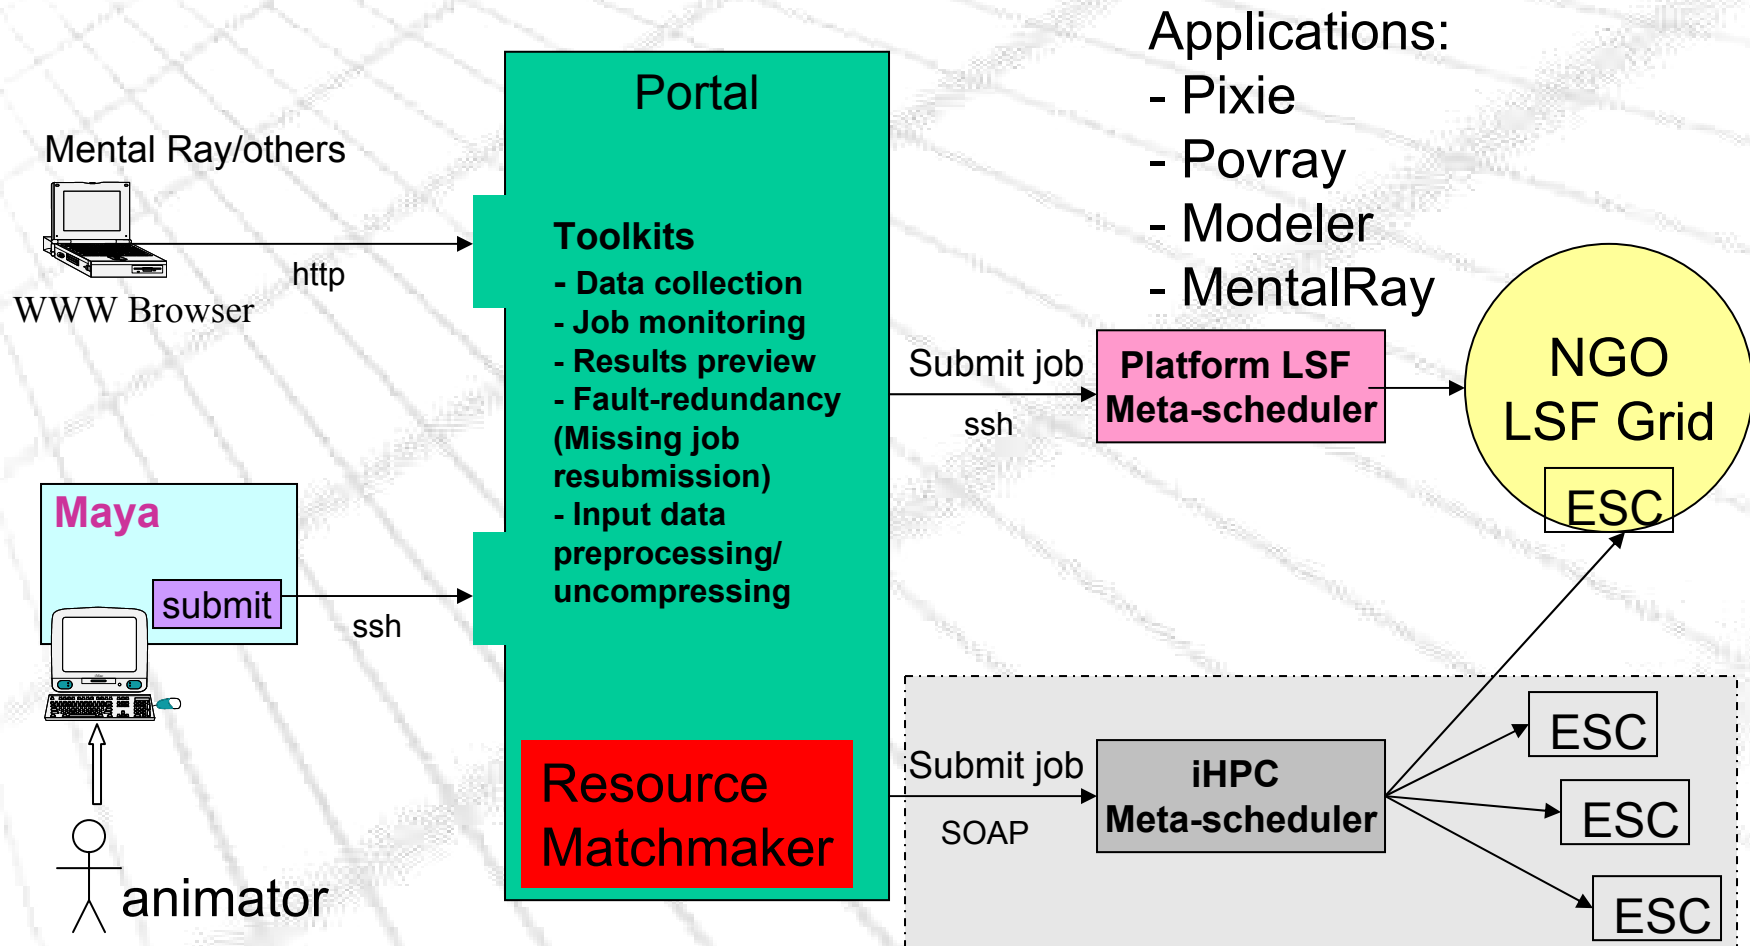 Applications:
- Pixie
- Povray
- Modeler
- MentalRay
Portal
Mental Ray/others
http
WWW Browser
Toolkits
- Data collection
- Job monitoring
- Results preview
- Fault-redundancy
(Missing job
resubmission)
- Input data
preprocessing/
uncompressing
Submit job
ssh
Platform LSF
Meta-scheduler
NGO
LSF Grid
ESC
Maya
submit
ssh
animator
Resource
Matchmaker
Submit job
SOAP
iHPC
Meta-scheduler
ESC
ESC
ESC